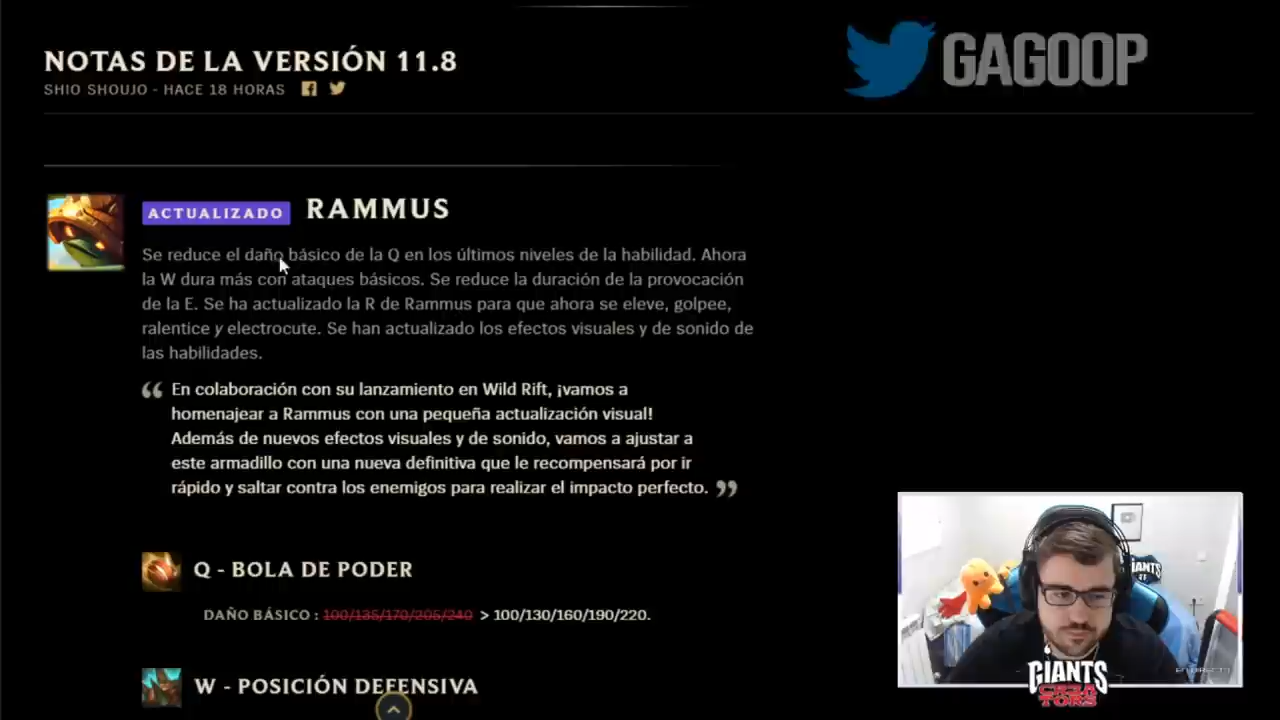 NOTAS DE LA VERSIÓN 11.8
SHIO SHOUJO - HACE 18 HORAS
GAGOOP
ACTUALIZADO RAMMUS
Se reduce el daño básico de la Q en los últimos niveles de la habilidad. Ahora
la W dura más con ataques básicos. Se reduce la duración de la provocación
de la E. Se ha actualizado la R de Rammus para que ahora se eleve, golpee,
ralentice y electrocute. Se han actualizado los efectos visuales y de sonido de
las habilidades.
“ En colaboración con su lanzamiento en Wild Rift, ¡vamos a
homenajear a Rammus con una pequeña actualización visual!
Además de nuevos efectos visuales y de sonido, vamos a ajustar a
este armadillo con una nueva definitiva que le recompensará por ir
rápido y saltar contra los enemigos para realizar el impacto perfecto. ”
Q - BOLA DE PODER
DAÑO BÁSICO : 100/135/170/205/240 > 100/130/160/190/220.
W - POSICIÓN DEFENSIVA
IANTS
GIANTS
CREA
TORS